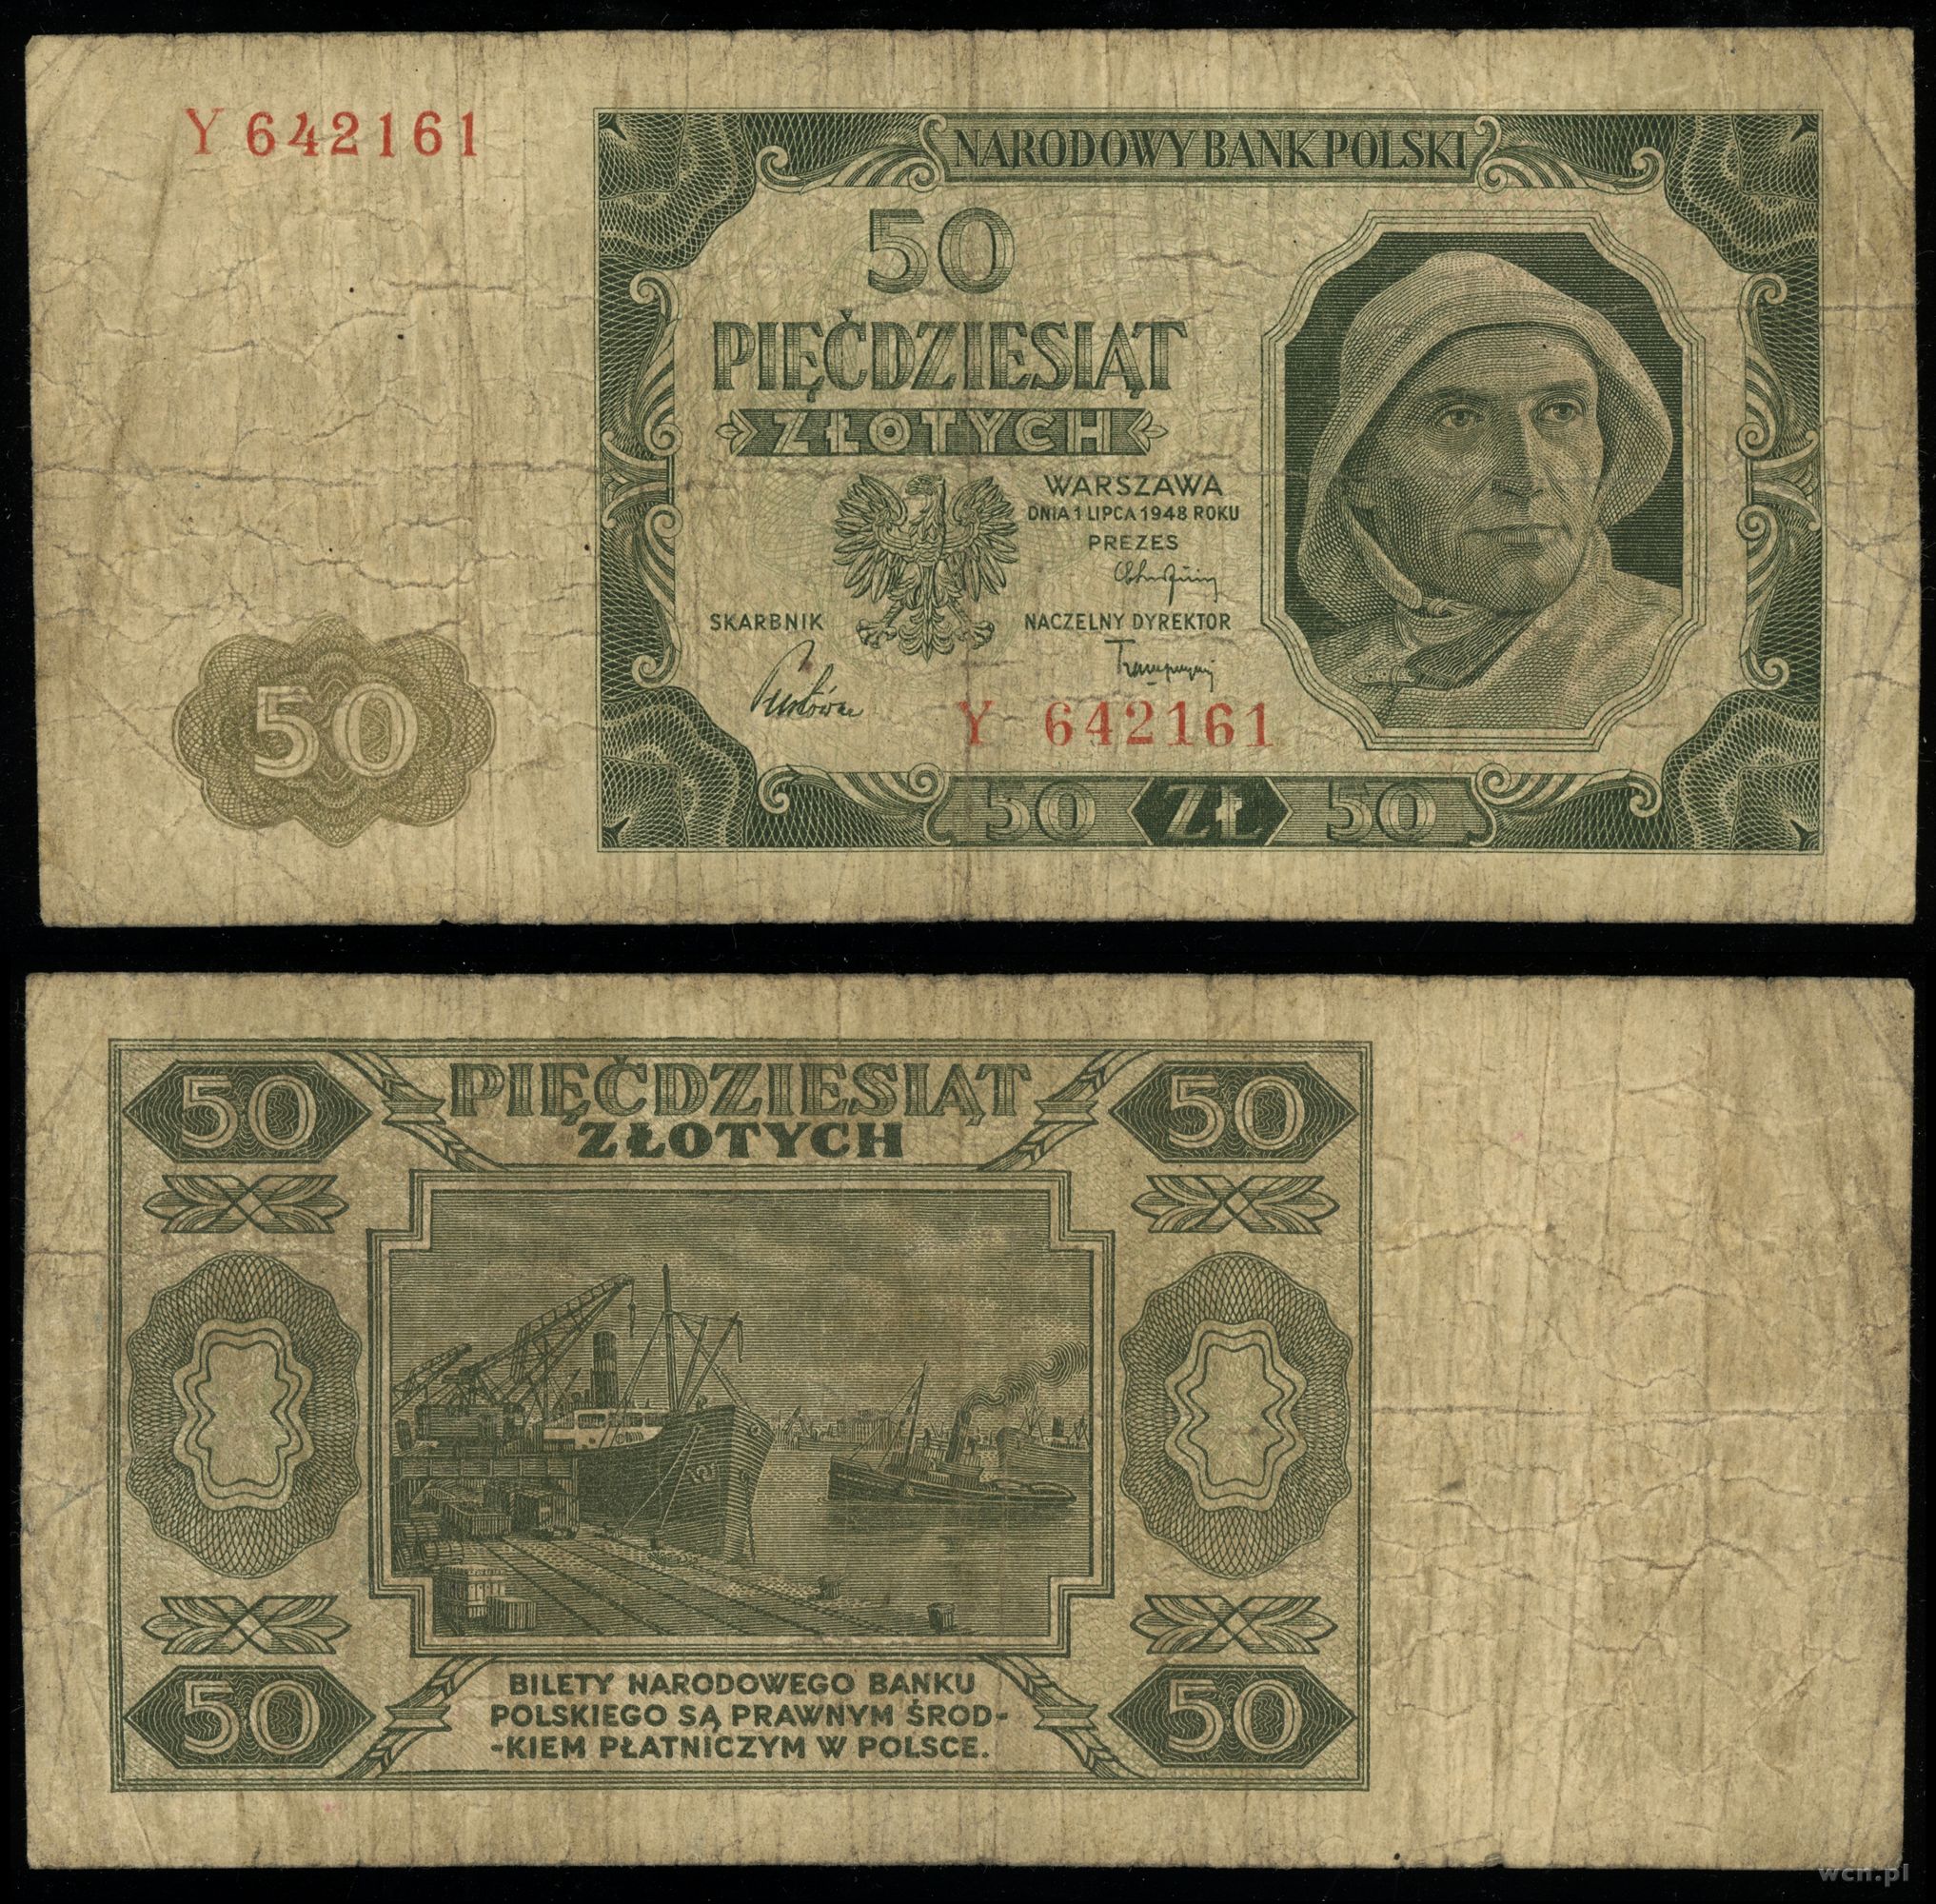 Y 642161
NARODOWY BANK POLSKI
50
PIĘĆDZIESIĄT
ZŁOTYCH
WARSZAWA
DNIA 1 LIPCA 1948 ROKU
PREZES
SKARBNIK
NACZELNY DYREKTOR
Y 642161
50
50 ZŁ 50
50 PIĘĆDZIESIĄT 50
ZŁOTYCH
BILETY NARODOWEGO BANKU
POLSKIEGO SĄ PRAWNYM ŚROD-
-KIEM PŁATNICZYM W POLSCE.
50 50
wcn.pl